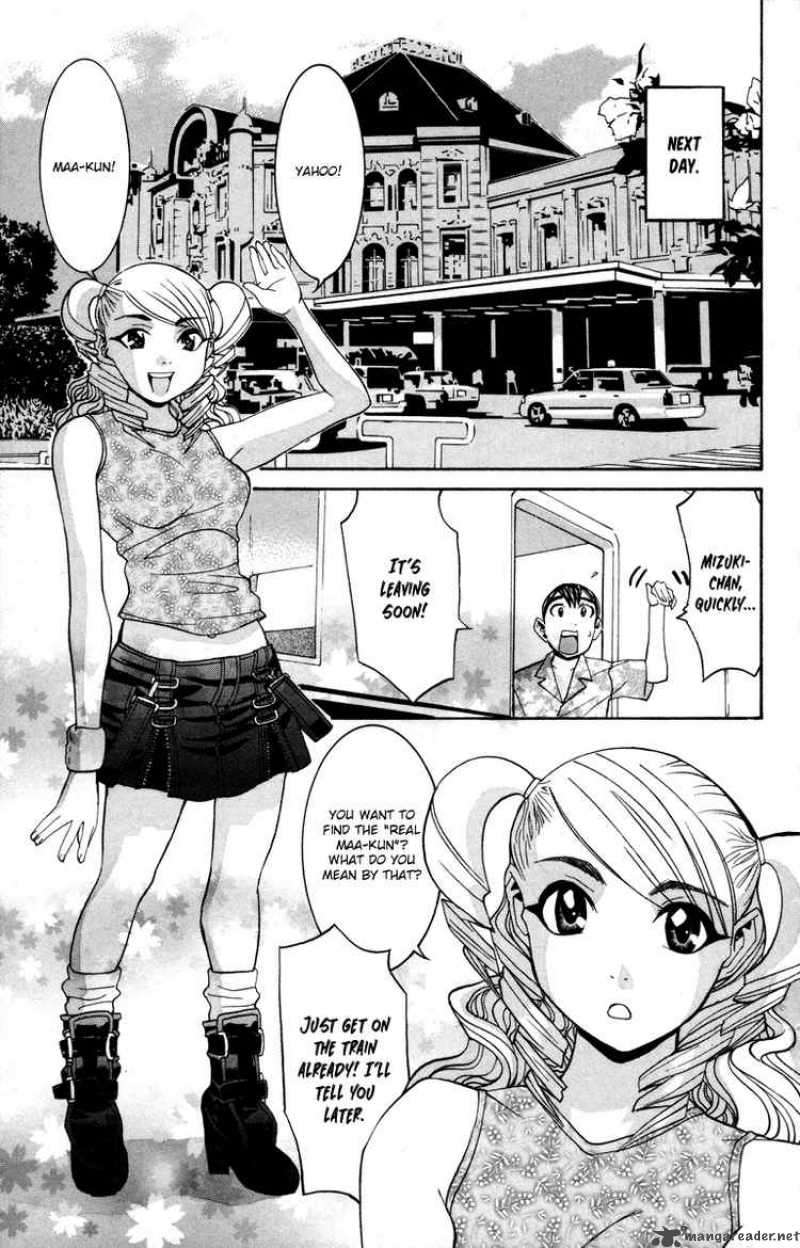 NEXT
DAY.
YAHOO!
MAA-KUN!
MIZUKI-
CHAN,
QUICKLY...
IT'S
LEAVING
SOON!
YOU WANT TO
FIND THE "REAL
MAA-KUN"?
WHAT DO YOU
MEAN BY THAT?
JUST GET ON
THE TRAIN
ALREADY! I'LL
TELL YOU
LATER.
mangareader.net